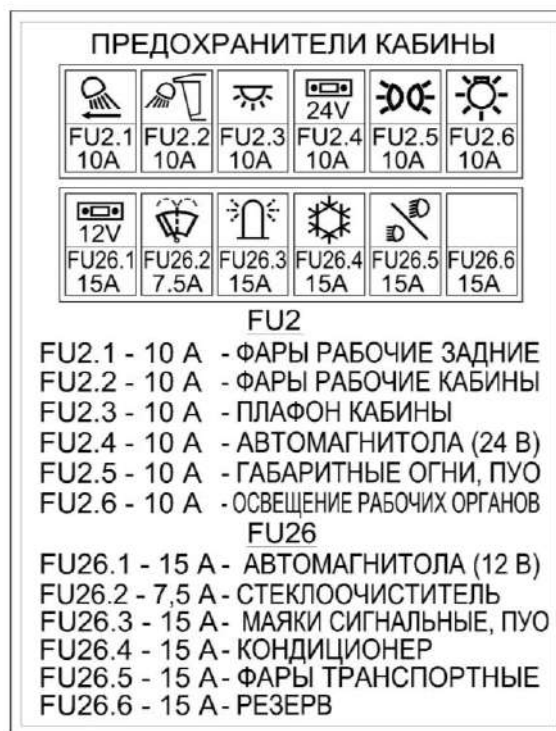 ПРЕДОХРАНИТЕЛИ КАБИНЫ
24V
FU2.1 FU2.2 FU2.3 FU2.4 FU2.5 FU2.6
10A 10A 10A 10A 10A 10A
12V
FU26.1 FU26.2 FU26.3 FU26.4 FU26.5 FU26.6
15A 7.5A 15A 15A 15A 15A
FU2
FU2.1 - 10 А - ФАРЫ РАБОЧИЕ ЗАДНИЕ
FU2.2 - 10 А - ФАРЫ РАБОЧИЕ КАБИНЫ
FU2.3 - 10 А - ПЛАФОН КАБИНЫ
FU2.4 - 10 А - АВТОМАГНИТОЛА (24 В)
FU2.5 - 10 А - ГАБАРИТНЫЕ ОГНИ, ПУО
FU2.6 - 10 А - ОСВЕЩЕНИЕ РАБОЧИХ ОРГАНОВ
FU26
FU26.1 - 15 А - АВТОМАГНИТОЛА (12 В)
FU26.2 - 7,5 А - СТЕКЛООЧИСТИТЕЛЬ
FU26.3 - 15 А - МАЯКИ СИГНАЛЬНЫЕ, ПУО
FU26.4 - 15 А - КОНДИЦИОНЕР
FU26.5 - 15 А - ФАРЫ ТРАНСПОРТНЫЕ
FU26.6 - 15 А - РЕЗЕРВ